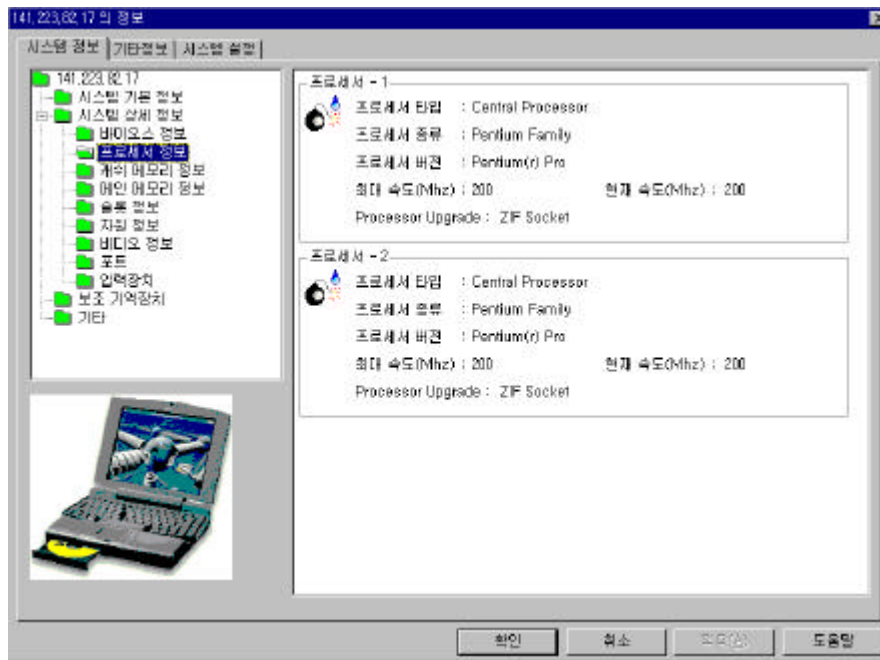 141,223,82,17 의 정보
시스템 정보 기타정보 시스템 설정
141,223,82,17
시스템 기본 정보
시스템 상세 정보
바이오스 정보
프로세서 정보
캐쉬 메모리 정보
메인 메모리 정보
슬롯 정보
자원 정보
비디오 정보
포트
입력장치
보조 기억장치
기타
프로세서 - 1
프로세서 타입 : Central Processor
프로세서 종류 : Pentium Family
프로세서 버젼 : Pentium(r) Pro
최대 속도(Mhz) : 200 현재 속도(Mhz) : 200
Processor Upgrade : ZIF Socket
프로세서 - 2
프로세서 타입 : Central Processor
프로세서 종류 : Pentium Family
프로세서 버젼 : Pentium(r) Pro
최대 속도(Mhz) : 200 현재 속도(Mhz) : 200
Processor Upgrade : ZIF Socket
확인 취소 도움말